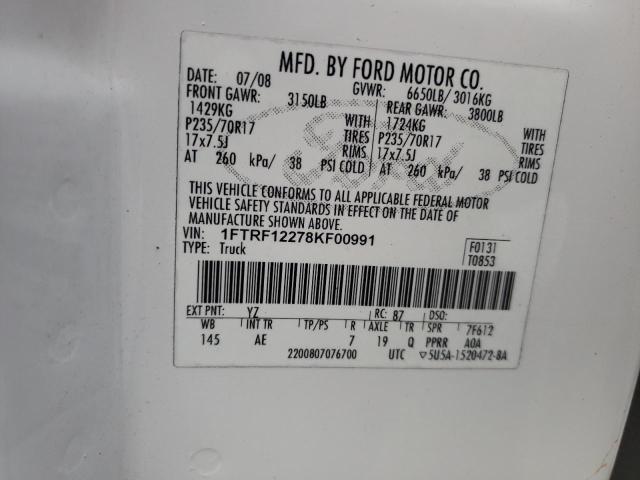 MFD. BY FORD MOTOR CO.
DATE: 07/08 GVWR: 6650LB/ 3016KG
FRONT GAWR: 3150LB REAR GAWR: 3800LB
1429KG WITH 1724KG WITH
P235/70R17 TIRES P235/70R17 TIRES
17x7.5J RIMS 17x7.5J RIMS
AT 260 kPa/ 38 PSI COLD AT 260 kPa/ 38 PSI COLD
Ford
THIS VEHICLE CONFORMS TO ALL APPLICABLE FEDERAL MOTOR
VEHICLE SAFETY STANDARDS IN EFFECT ON THE DATE OF
MANUFACTURE SHOWN ABOVE.
VIN: 1FTRF12278KF00991 F0131
TYPE: Truck T0853
EXT PNT: YZ RC: 87 DSO:
WB INT TR TP/PS R AXLE TR SPR 7F612
145 AE 7 19 Q PPRR AOA
2200807076700 UTC ▽5U5A-1520472-8A